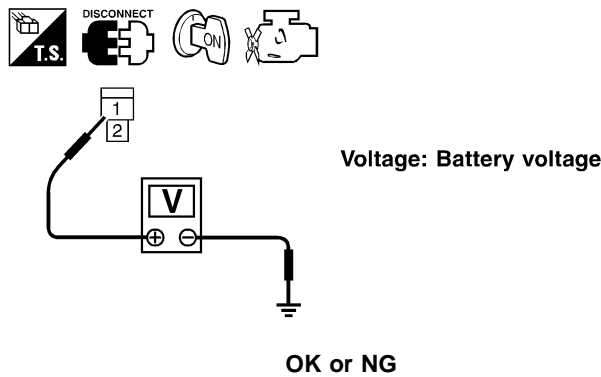 DISCONNECT
T.S.
ON
1
2
Voltage: Battery voltage
V
+ −
OK or NG